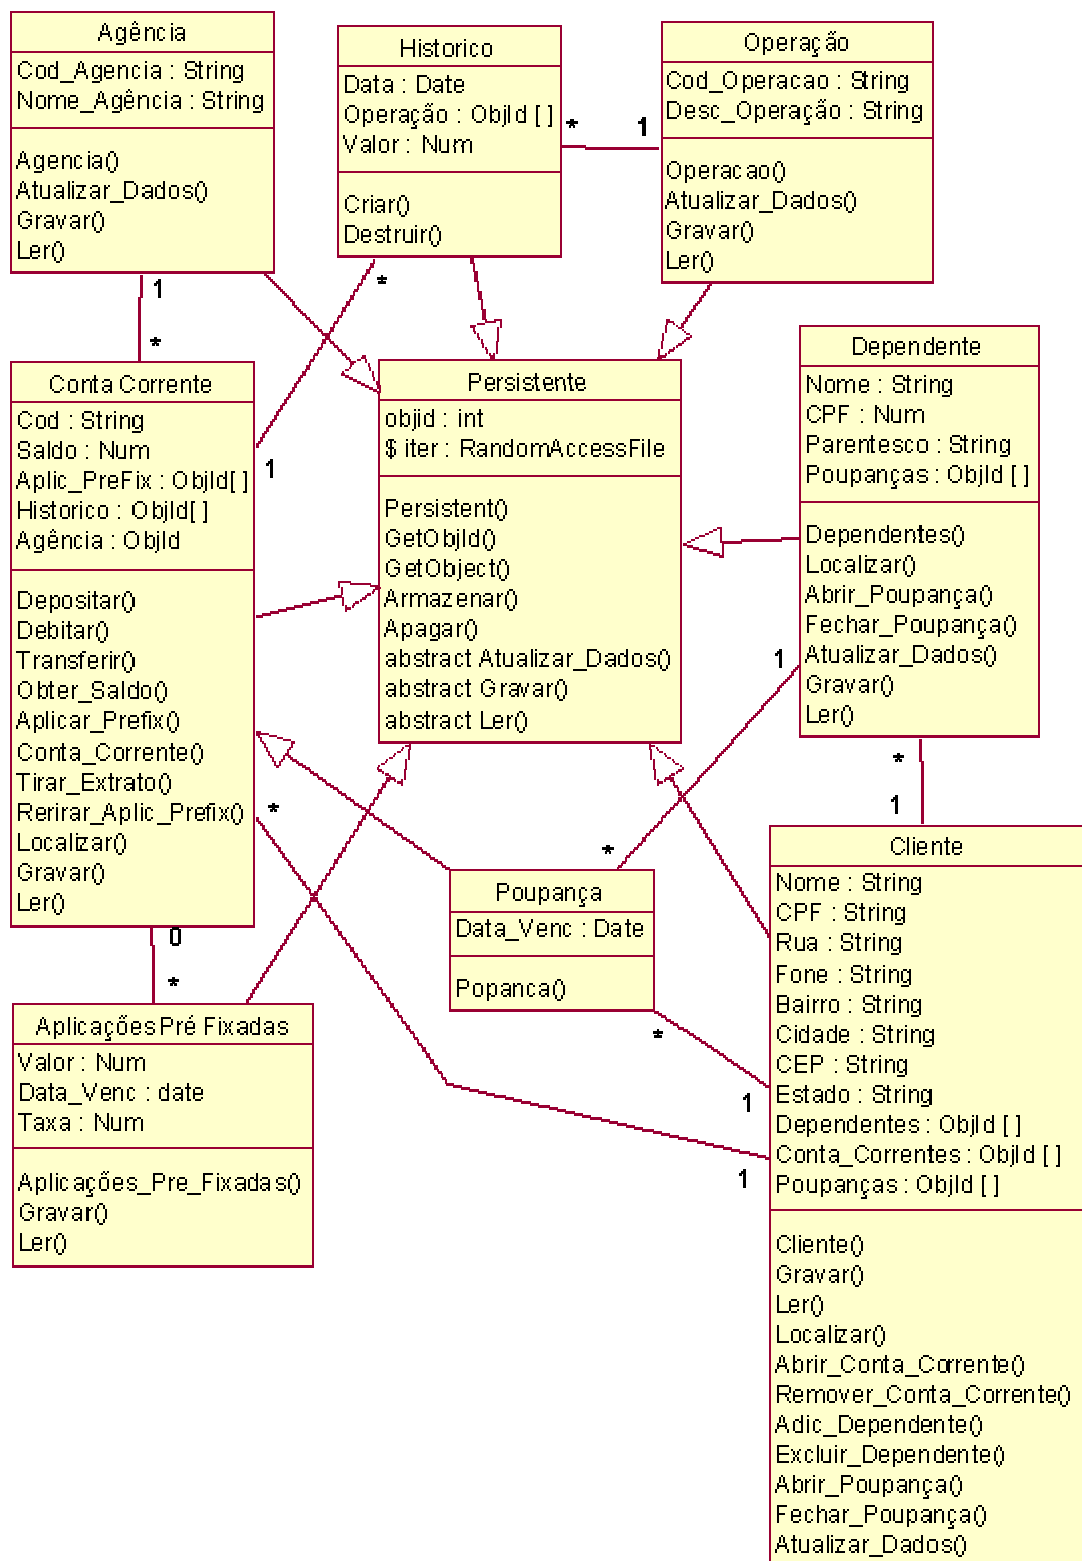 Agência
Cod_Agencia : String
Nome_Agência : String
Agencia()
Atualizar_Dados()
Gravar()
Ler()
Historico
Data : Date
Operação : ObjId [ ]
Valor : Num
Criar()
Destruir()
Operação
Cod_Operacao : String
Desc_Operação : String
Operacao()
Atualizar_Dados()
Gravar()
Ler()
*
1
1
*
*
1
Conta Corrente
Cod : String
Saldo : Num
Aplic_PreFix : ObjId[ ]
Historico : ObjId[ ]
Agência : ObjId
Depositar()
Debitar()
Transferir()
Obter_Saldo()
Aplicar_Prefix()
Conta_Corrente()
Tirar_Extrato()
Rerirar_Aplic_Prefix()
Localizar()
Gravar()
Ler()
Persistente
objid : int
$ iter : RandomAccessFile
Persistent()
GetObjId()
GetObject()
Armazenar()
Apagar()
abstract Atualizar_Dados()
abstract Gravar()
abstract Ler()
Dependente
Nome : String
CPF : Num
Parentesco : String
Poupanças : ObjId [ ]
Dependentes()
Localizar()
Abrir_Poupança()
Fechar_Poupança()
Atualizar_Dados()
Gravar()
Ler()
1
*
*
1
*
0
*
Poupança
Data_Venc : Date
Popanca()
*
1
1
Aplicações Pré Fixadas
Valor : Num
Data_Venc : date
Taxa : Num
Aplicações_Pre_Fixadas()
Gravar()
Ler()
Cliente
Nome : String
CPF : String
Rua : String
Fone : String
Bairro : String
Cidade : String
CEP : String
Estado : String
Dependentes : ObjId [ ]
Conta_Correntes : ObjId [ ]
Poupanças : ObjId [ ]
Cliente()
Gravar()
Ler()
Localizar()
Abrir_Conta_Corrente()
Remover_Conta_Corrente()
Adic_Dependente()
Excluir_Dependente()
Abrir_Poupança()
Fechar_Poupança()
Atualizar_Dados()